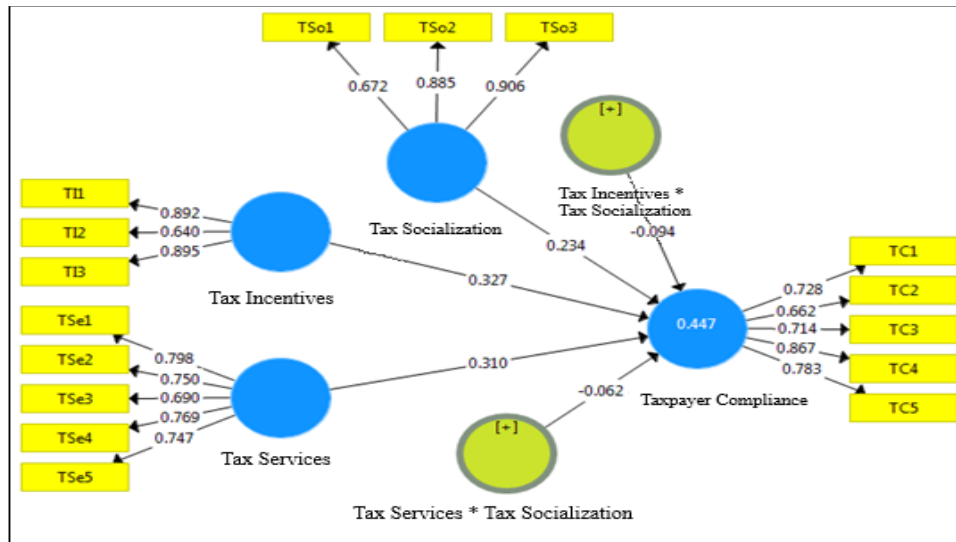 TSo1
TSo2
TSo3
0.672
0.885
0.906
[+]
Tax Incentives *
Tax Socialization
-0.094
Tax Socialization
0.234
TI1
TI2
TI3
0.892
0.640
0.895
Tax Incentives
0.327
TSe1
TSe2
TSe3
TSe4
TSe5
0.798
0.750
0.690
0.769
0.747
Tax Services
0.310
0.447
Taxpayer Compliance
TC1
TC2
TC3
TC4
TC5
0.728
0.662
0.714
0.867
0.783
-0.062
[+]
Tax Services * Tax Socialization